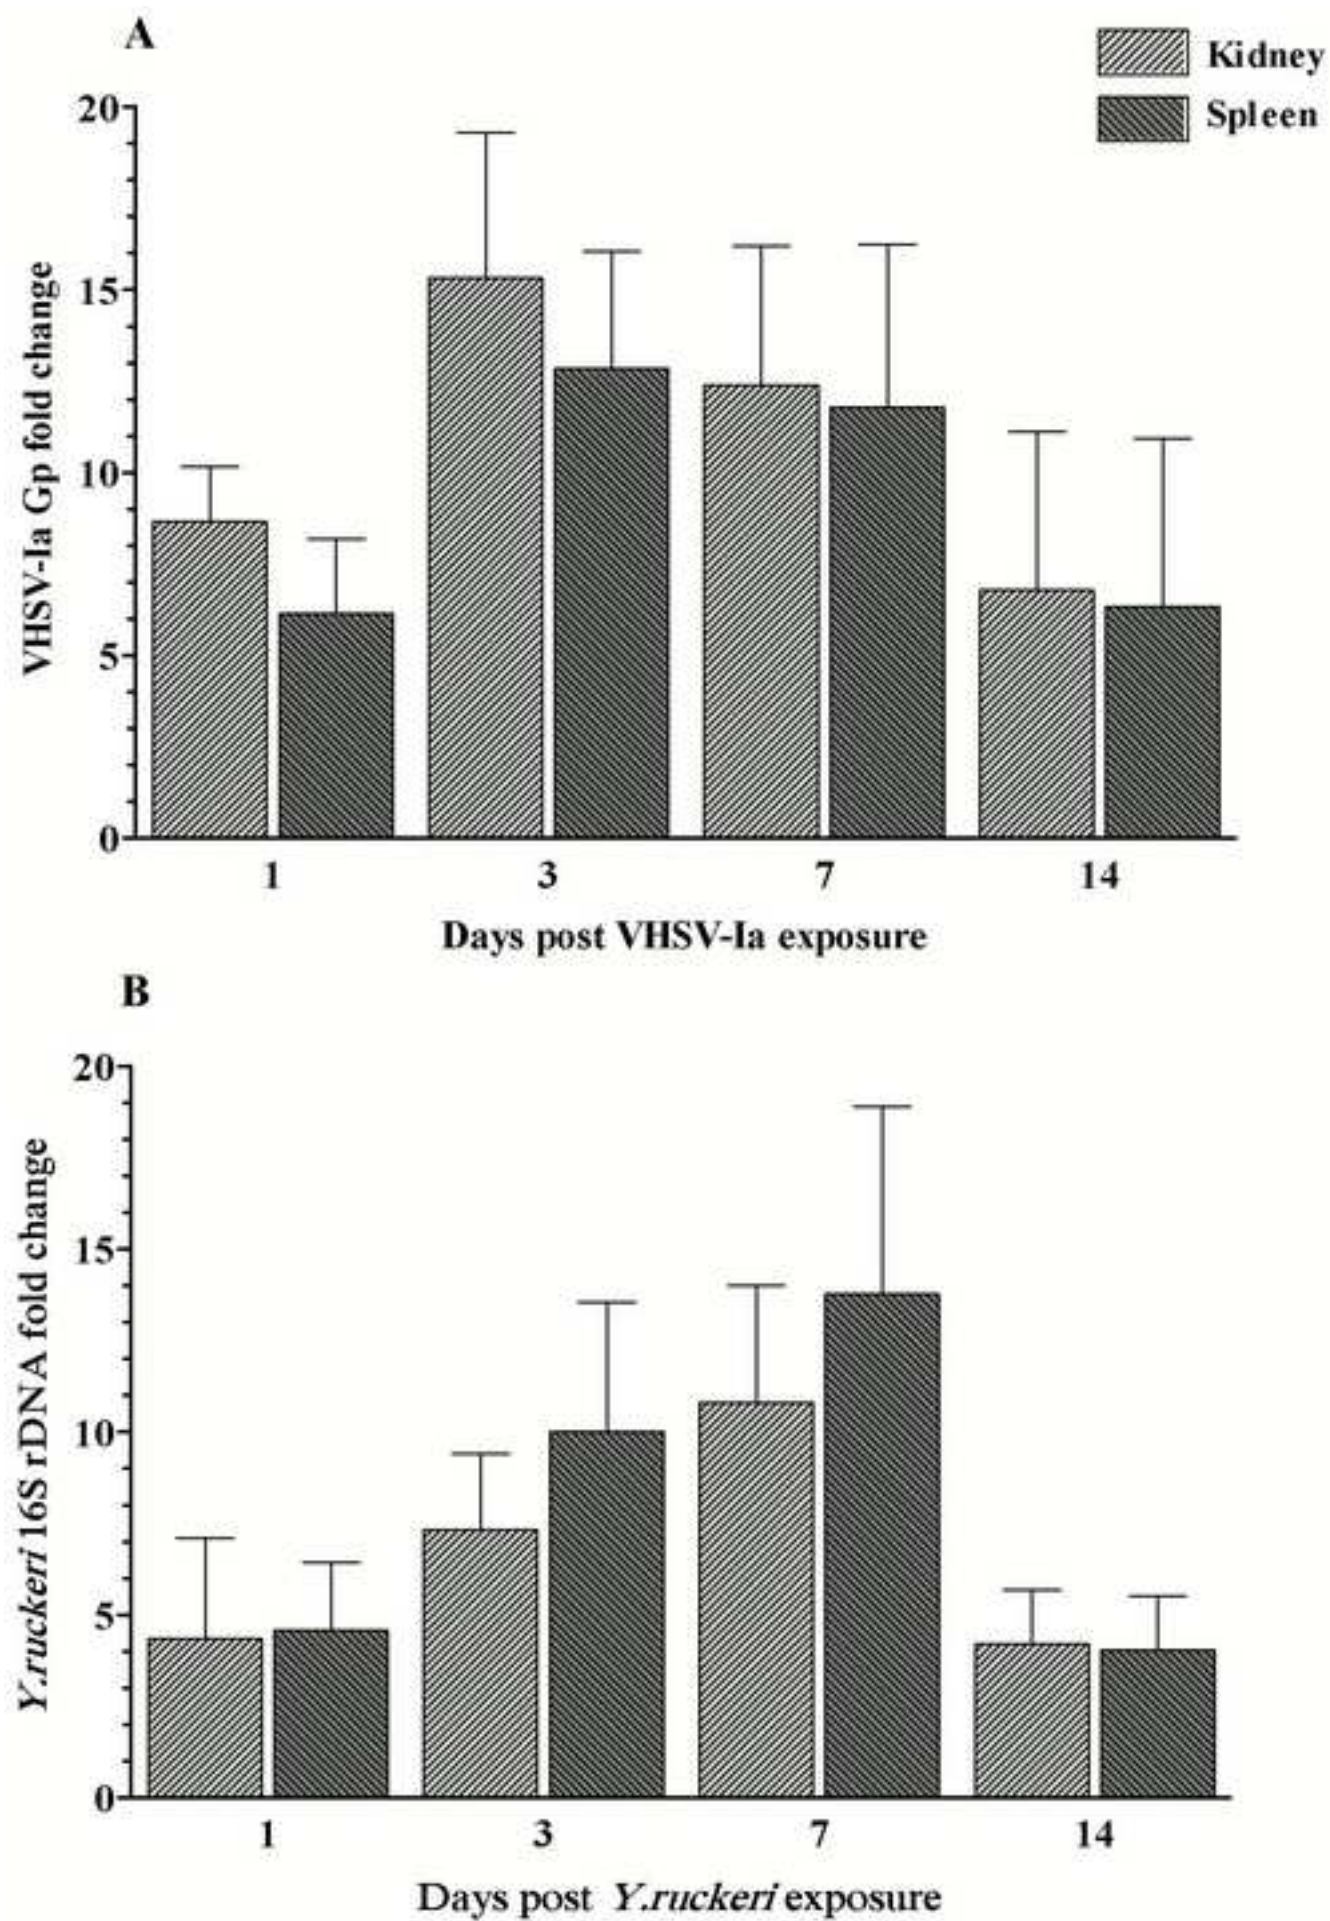 A
Kidney
Spleen
20
15
10
5
0
VHSV-Ia Gp fold change
1 3 7 14
Days post VHSV-Ia exposure
B
20
15
10
5
0
Y.ruckeri 16S rDNA fold change
1 3 7 14
Days post Y.ruckeri exposure